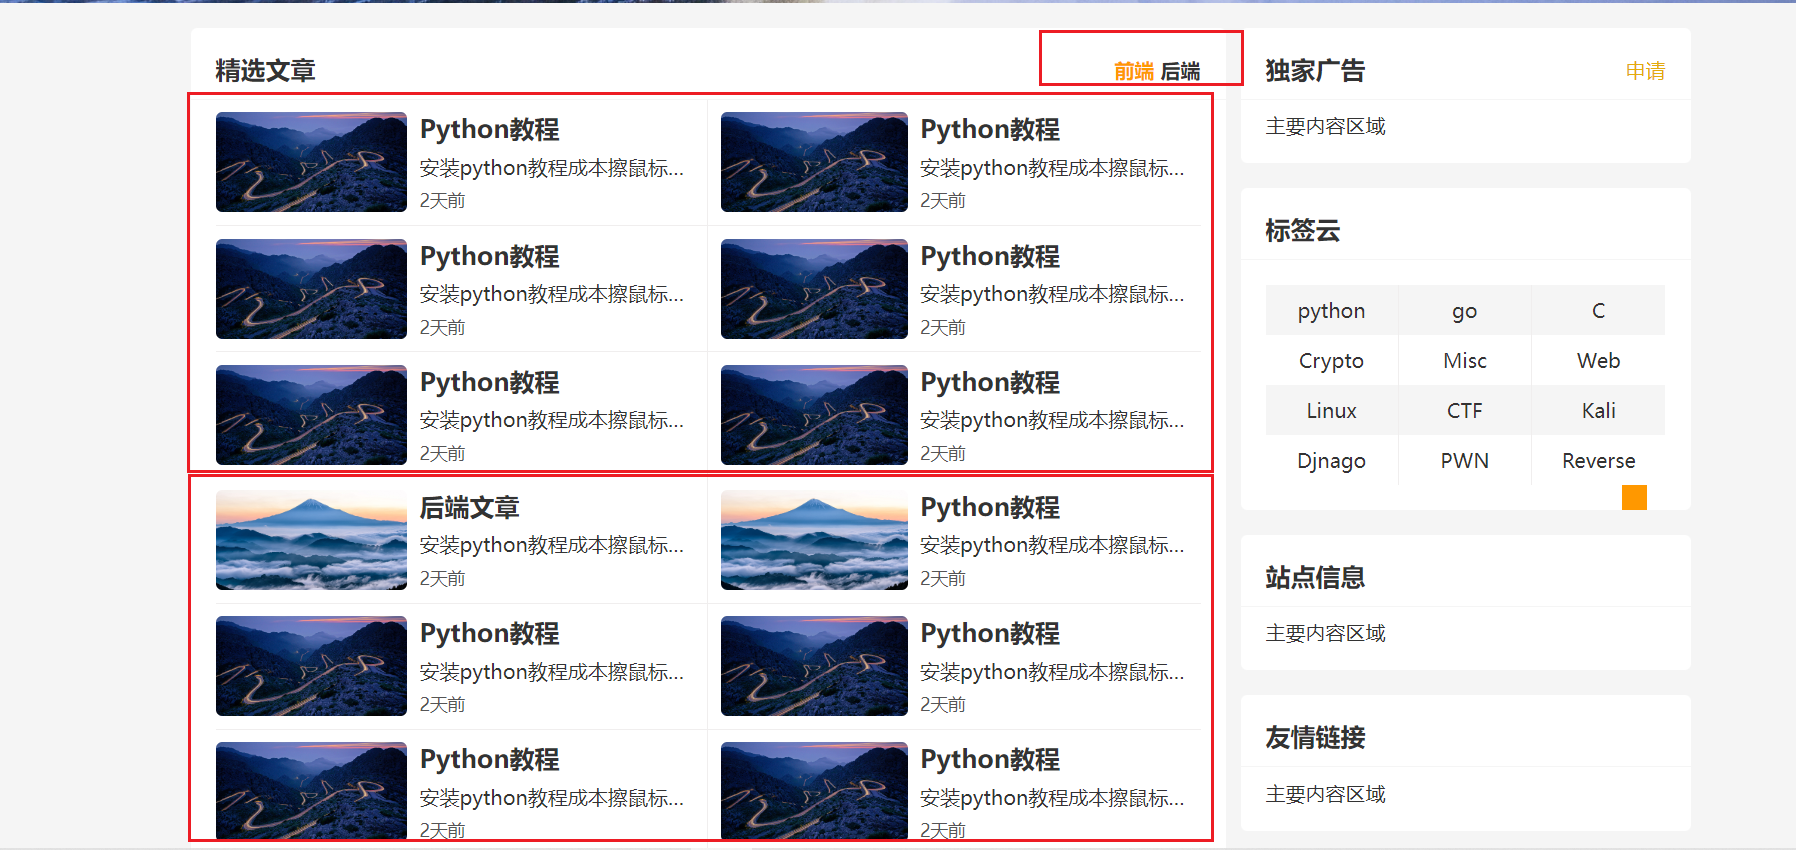 精选文章
前端 后端
Python教程
安装python教程成本擦鼠标...
2天前
Python教程
安装python教程成本擦鼠标...
2天前
Python教程
安装python教程成本擦鼠标...
2天前
Python教程
安装python教程成本擦鼠标...
2天前
Python教程
安装python教程成本擦鼠标...
2天前
Python教程
安装python教程成本擦鼠标...
2天前
后端文章
安装python教程成本擦鼠标...
2天前
Python教程
安装python教程成本擦鼠标...
2天前
Python教程
安装python教程成本擦鼠标...
2天前
Python教程
安装python教程成本擦鼠标...
2天前
Python教程
安装python教程成本擦鼠标...
2天前
Python教程
安装python教程成本擦鼠标...
2天前
独家广告
申请
主要内容区域
标签云
python go C
Crypto Misc Web
Linux CTF Kali
Djnago PWN Reverse
站点信息
主要内容区域
友情链接
主要内容区域